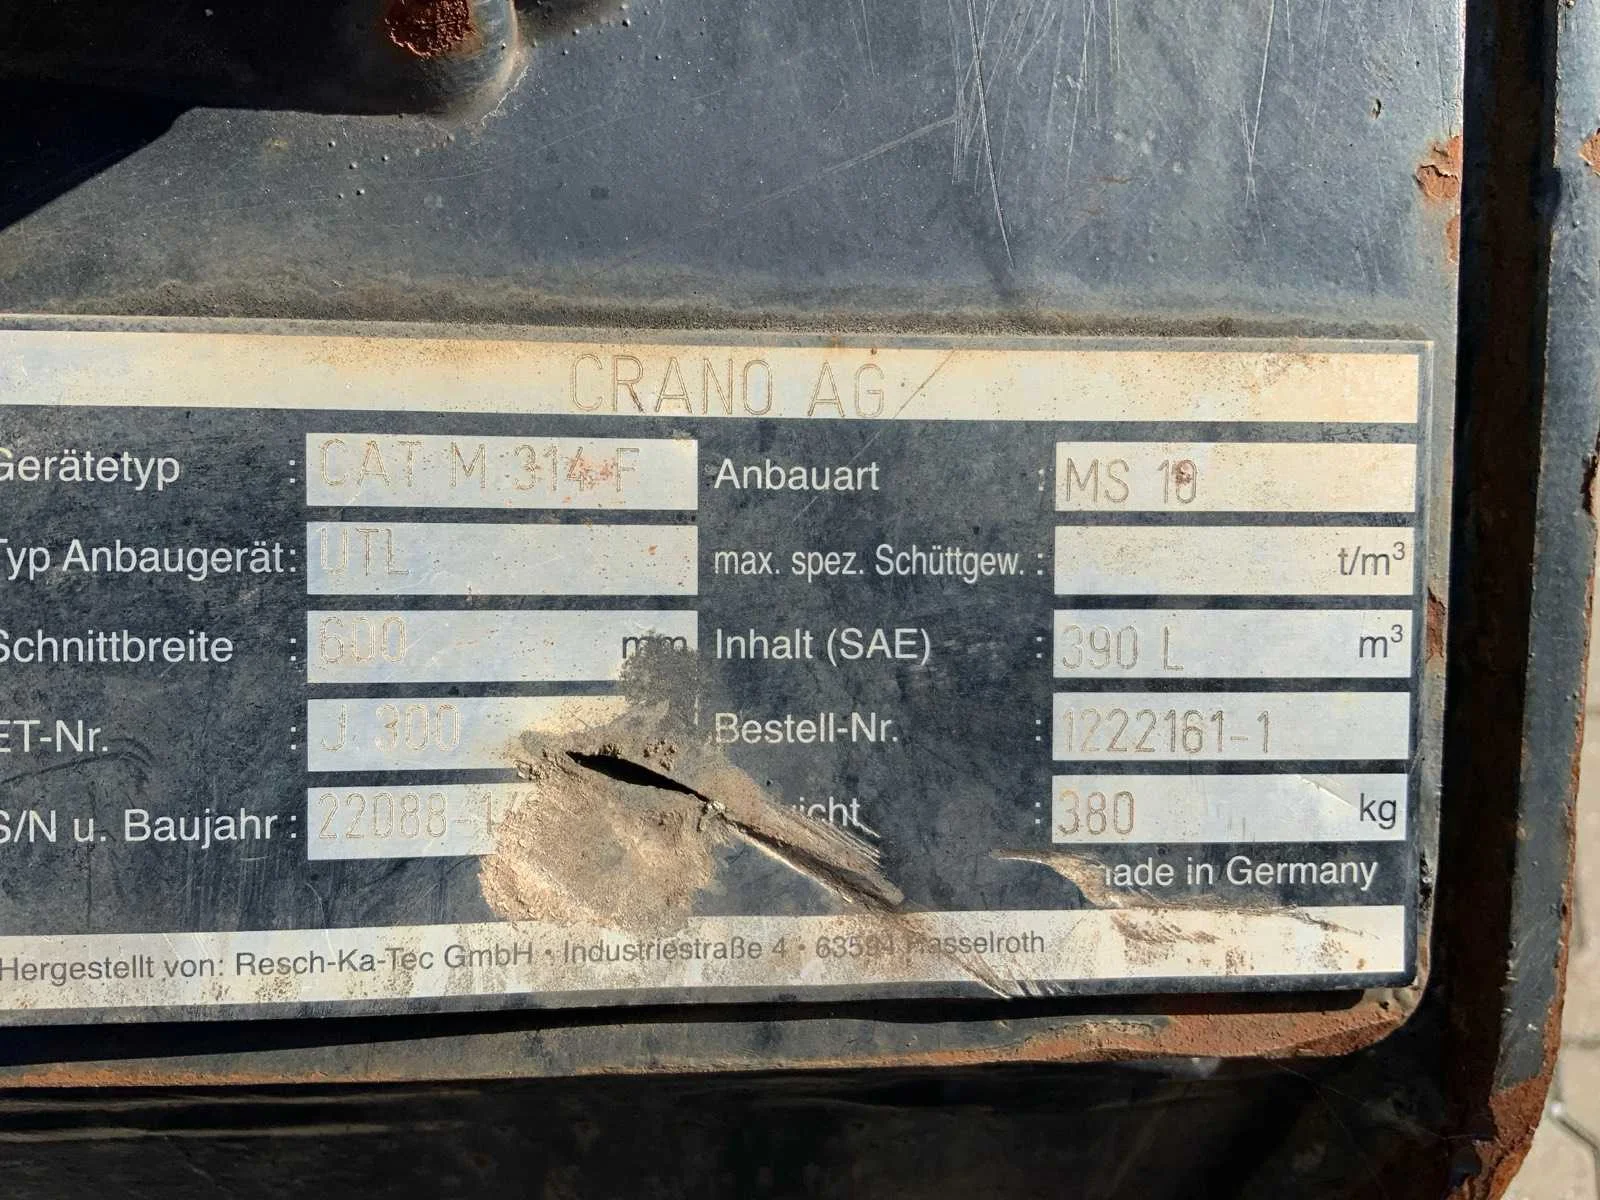 CRANO AG
Gerätetyp : CAT M 314 F Anbauart : MS 10
Typ Anbaugerät : UTL max. spez. Schüttgew. : t/m³
Schnittbreite : 600 mm Inhalt (SAE) : 390 L m³
ET-Nr. : J 300 Bestell-Nr. : 1222161-1
S/N u. Baujahr : 22088-1/ : 380 kg
made in Germany
Hergestellt von: Resch-Ka-Tec GmbH • Industriestraße 4 • 63594 Hasselroth